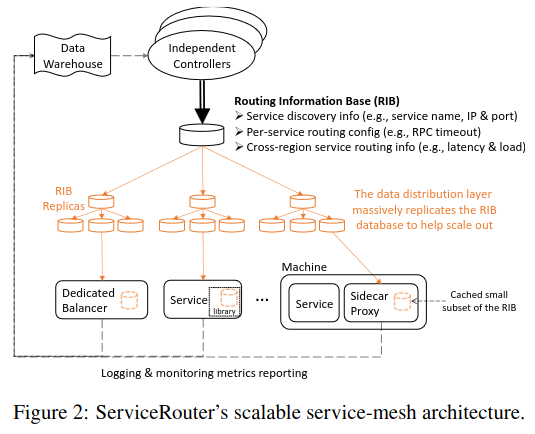 Data
Warehouse
Independent
Controllers
Routing Information Base (RIB)
➢ Service discovery info (e.g., service name, IP & port)
➢ Per-service routing config (e.g., RPC timeout)
➢ Cross-region service routing info (e.g., latency & load)
RIB
Replicas
The data distribution layer
massively replicates the RIB
database to help scale out
Machine
Dedicated
Balancer
Service
library
...
Service
Sidecar
Proxy
Cached small
subset of the RIB
Logging & monitoring metrics reporting
Figure 2: ServiceRouter's scalable service-mesh architecture.